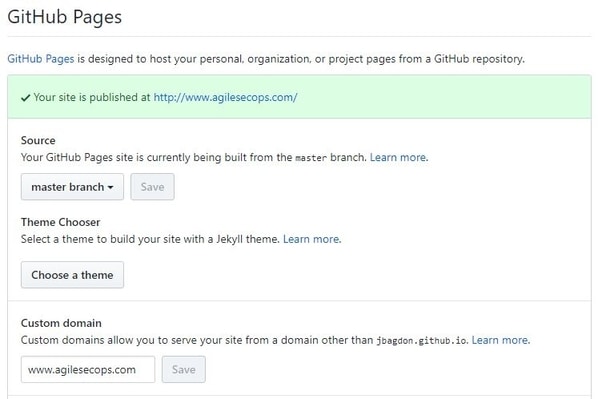 GitHub Pages
GitHub Pages is designed to host your personal, organization, or project pages from a GitHub repository.
Your site is published at http://www.agilesecops.com/
Source
Your GitHub Pages site is currently being built from the master branch. Learn more.
master branch Save
Theme Chooser
Select a theme to build your site with a Jekyll theme. Learn more.
Choose a theme
Custom domain
Custom domains allow you to serve your site from a domain other than jbagdon.github.io. Learn more.
www.agilesecops.com Save